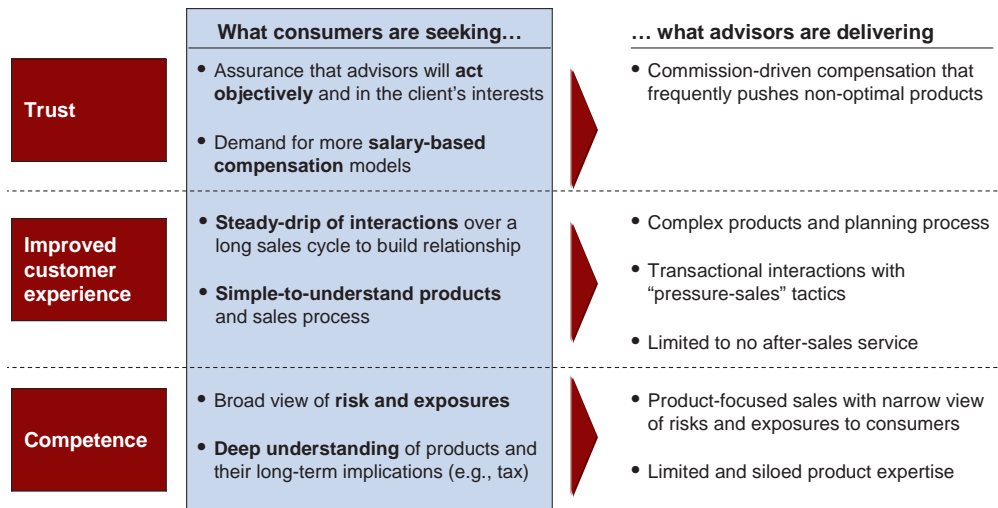 What consumers are seeking…
… what advisors are delivering
Trust
• Assurance that advisors will act
objectively and in the client’s interests
• Demand for more salary-based
compensation models
• Commission-driven compensation that
frequently pushes non-optimal products
Improved
customer
experience
• Steady-drip of interactions over a
long sales cycle to build relationship
• Simple-to-understand products
and sales process
• Complex products and planning process
• Transactional interactions with
“pressure-sales” tactics
• Limited to no after-sales service
Competence
• Broad view of risk and exposures
• Deep understanding of products and
their long-term implications (e.g., tax)
• Product-focused sales with narrow view
of risks and exposures to consumers
• Limited and siloed product expertise